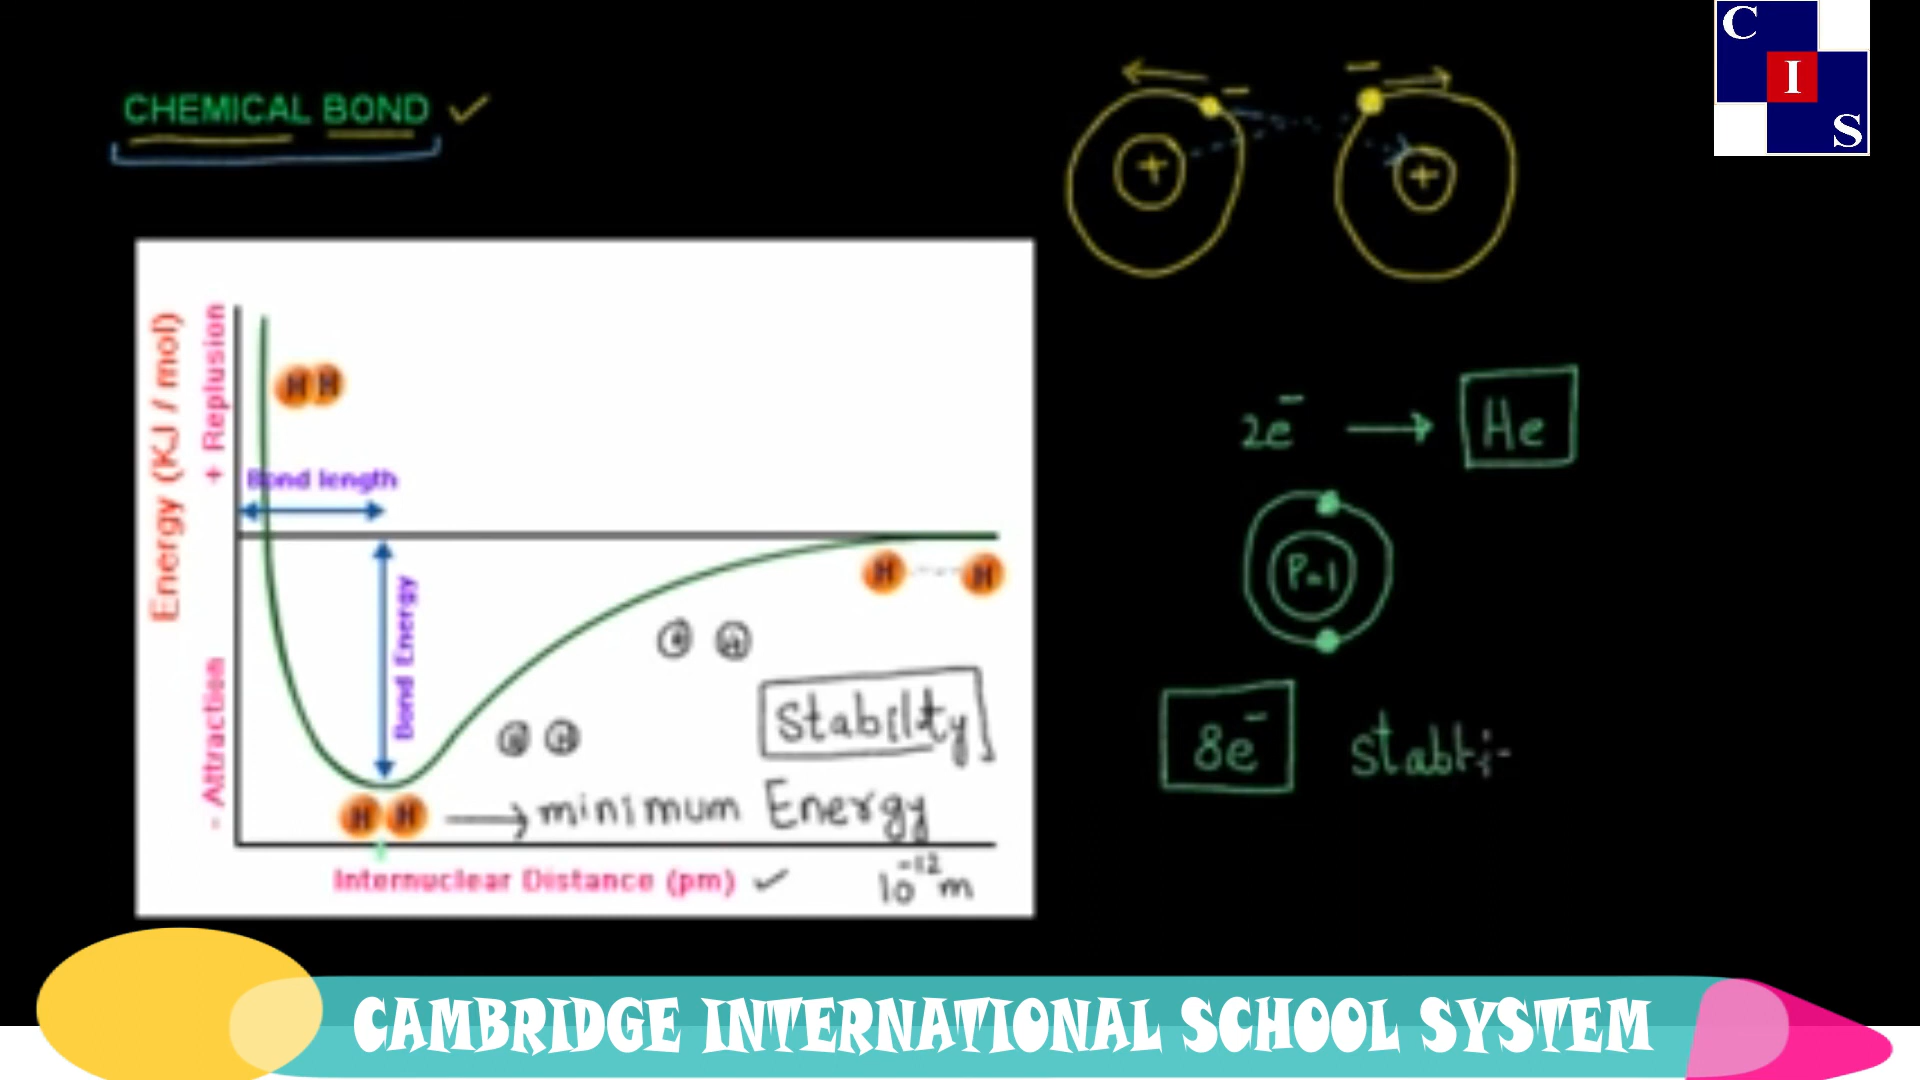 C
I
S
CHEMICAL BOND
- -
+ +
Energy (KJ / mol)
+ Replusion
- Attraction
H H
Bond length
Bond Energy
H H
H
Stability
H H → minimum Energy
Internuclear Distance (pm) ✓ 10-12 m
2e- → He
P=1
8e-
CAMBRIDGE INTERNATIONAL SCHOOL SYSTEM